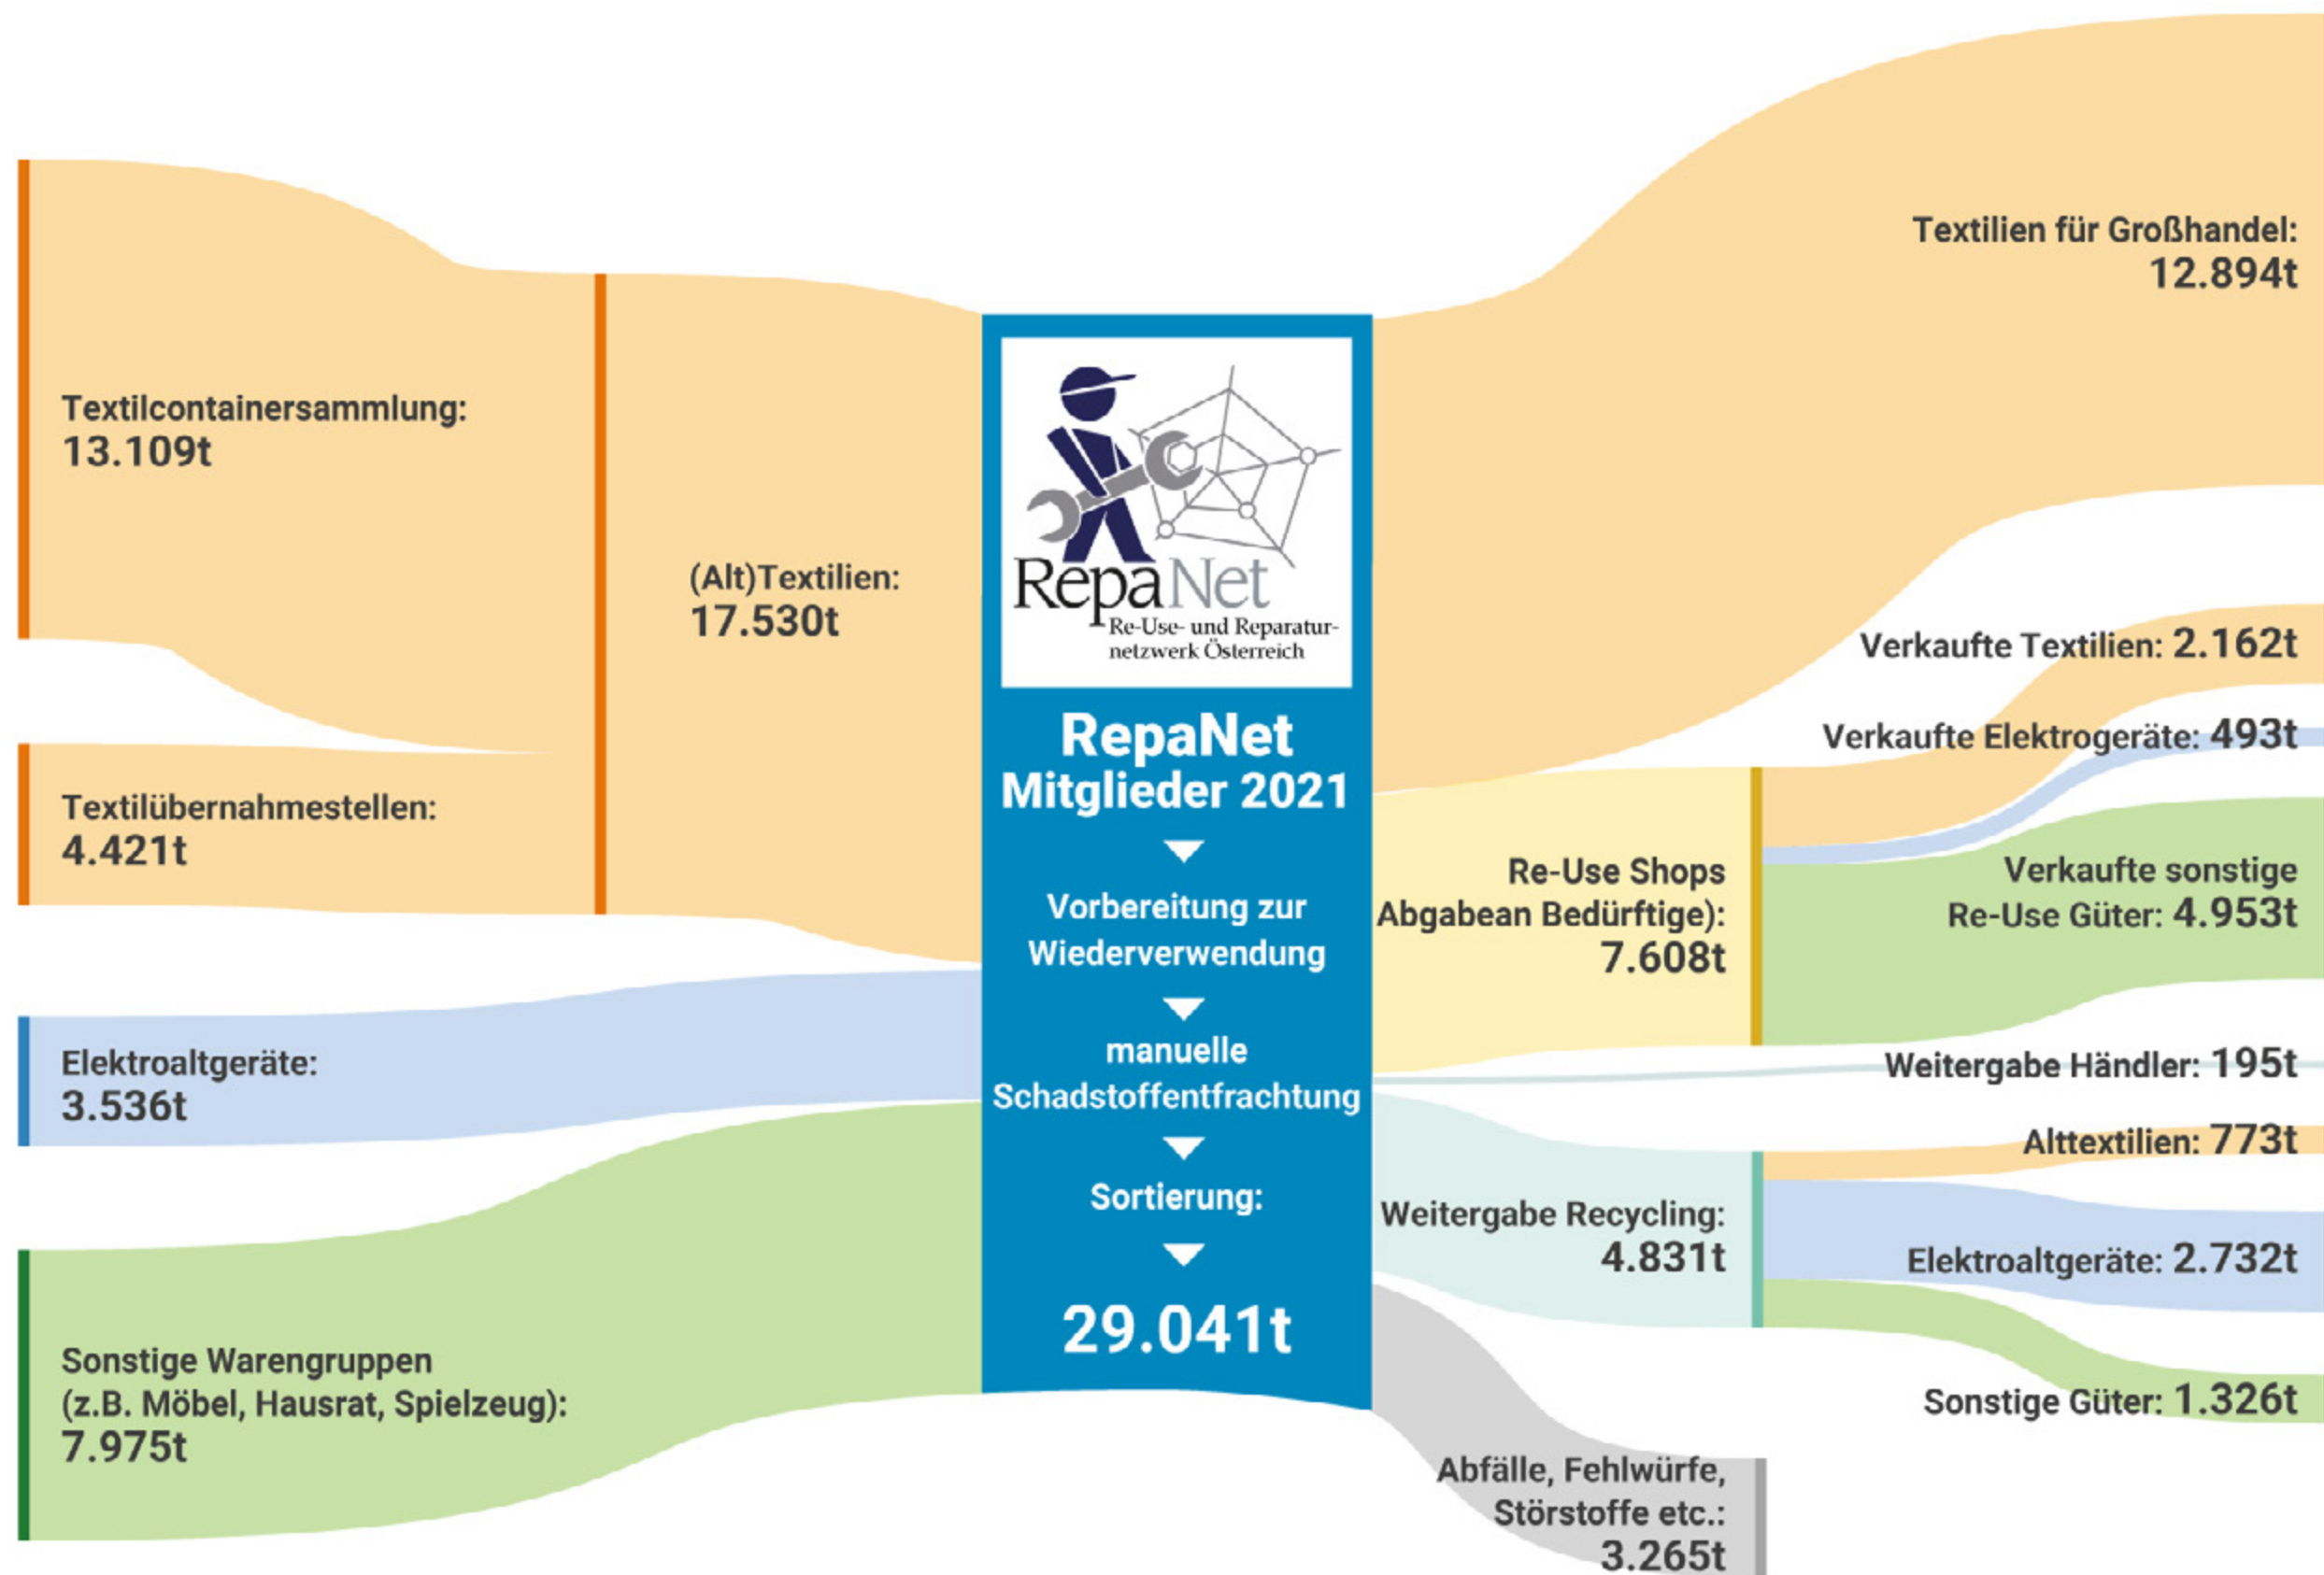 Textilcontainersammlung:
13.109t
Textilübernahmestellen:
4.421t
(Alt)Textilien:
17.530t
Elektroaltgeräte:
3.536t
Sonstige Warengruppen
(z.B. Möbel, Hausrat, Spielzeug):
7.975t
RepaNet
Re-Use- und Reparatur-
netzwerk Österreich
RepaNet
Mitglieder 2021
Vorbereitung zur
Wiederverwendung
manuelle
Schadstoffentfrachtung
Sortierung:
29.041t
Textilien für Großhandel:
12.894t
Re-Use Shops
Abgabean Bedürftige):
7.608t
Verkaufte Textilien: 2.162t
Verkaufte Elektrogeräte: 493t
Verkaufte sonstige
Re-Use Güter: 4.953t
Weitergabe Händler: 195t
Weitergabe Recycling:
4.831t
Alttextilien: 773t
Elektroaltgeräte: 2.732t
Sonstige Güter: 1.326t
Abfälle, Fehlwürfe,
Störstoffe etc.:
3.265t